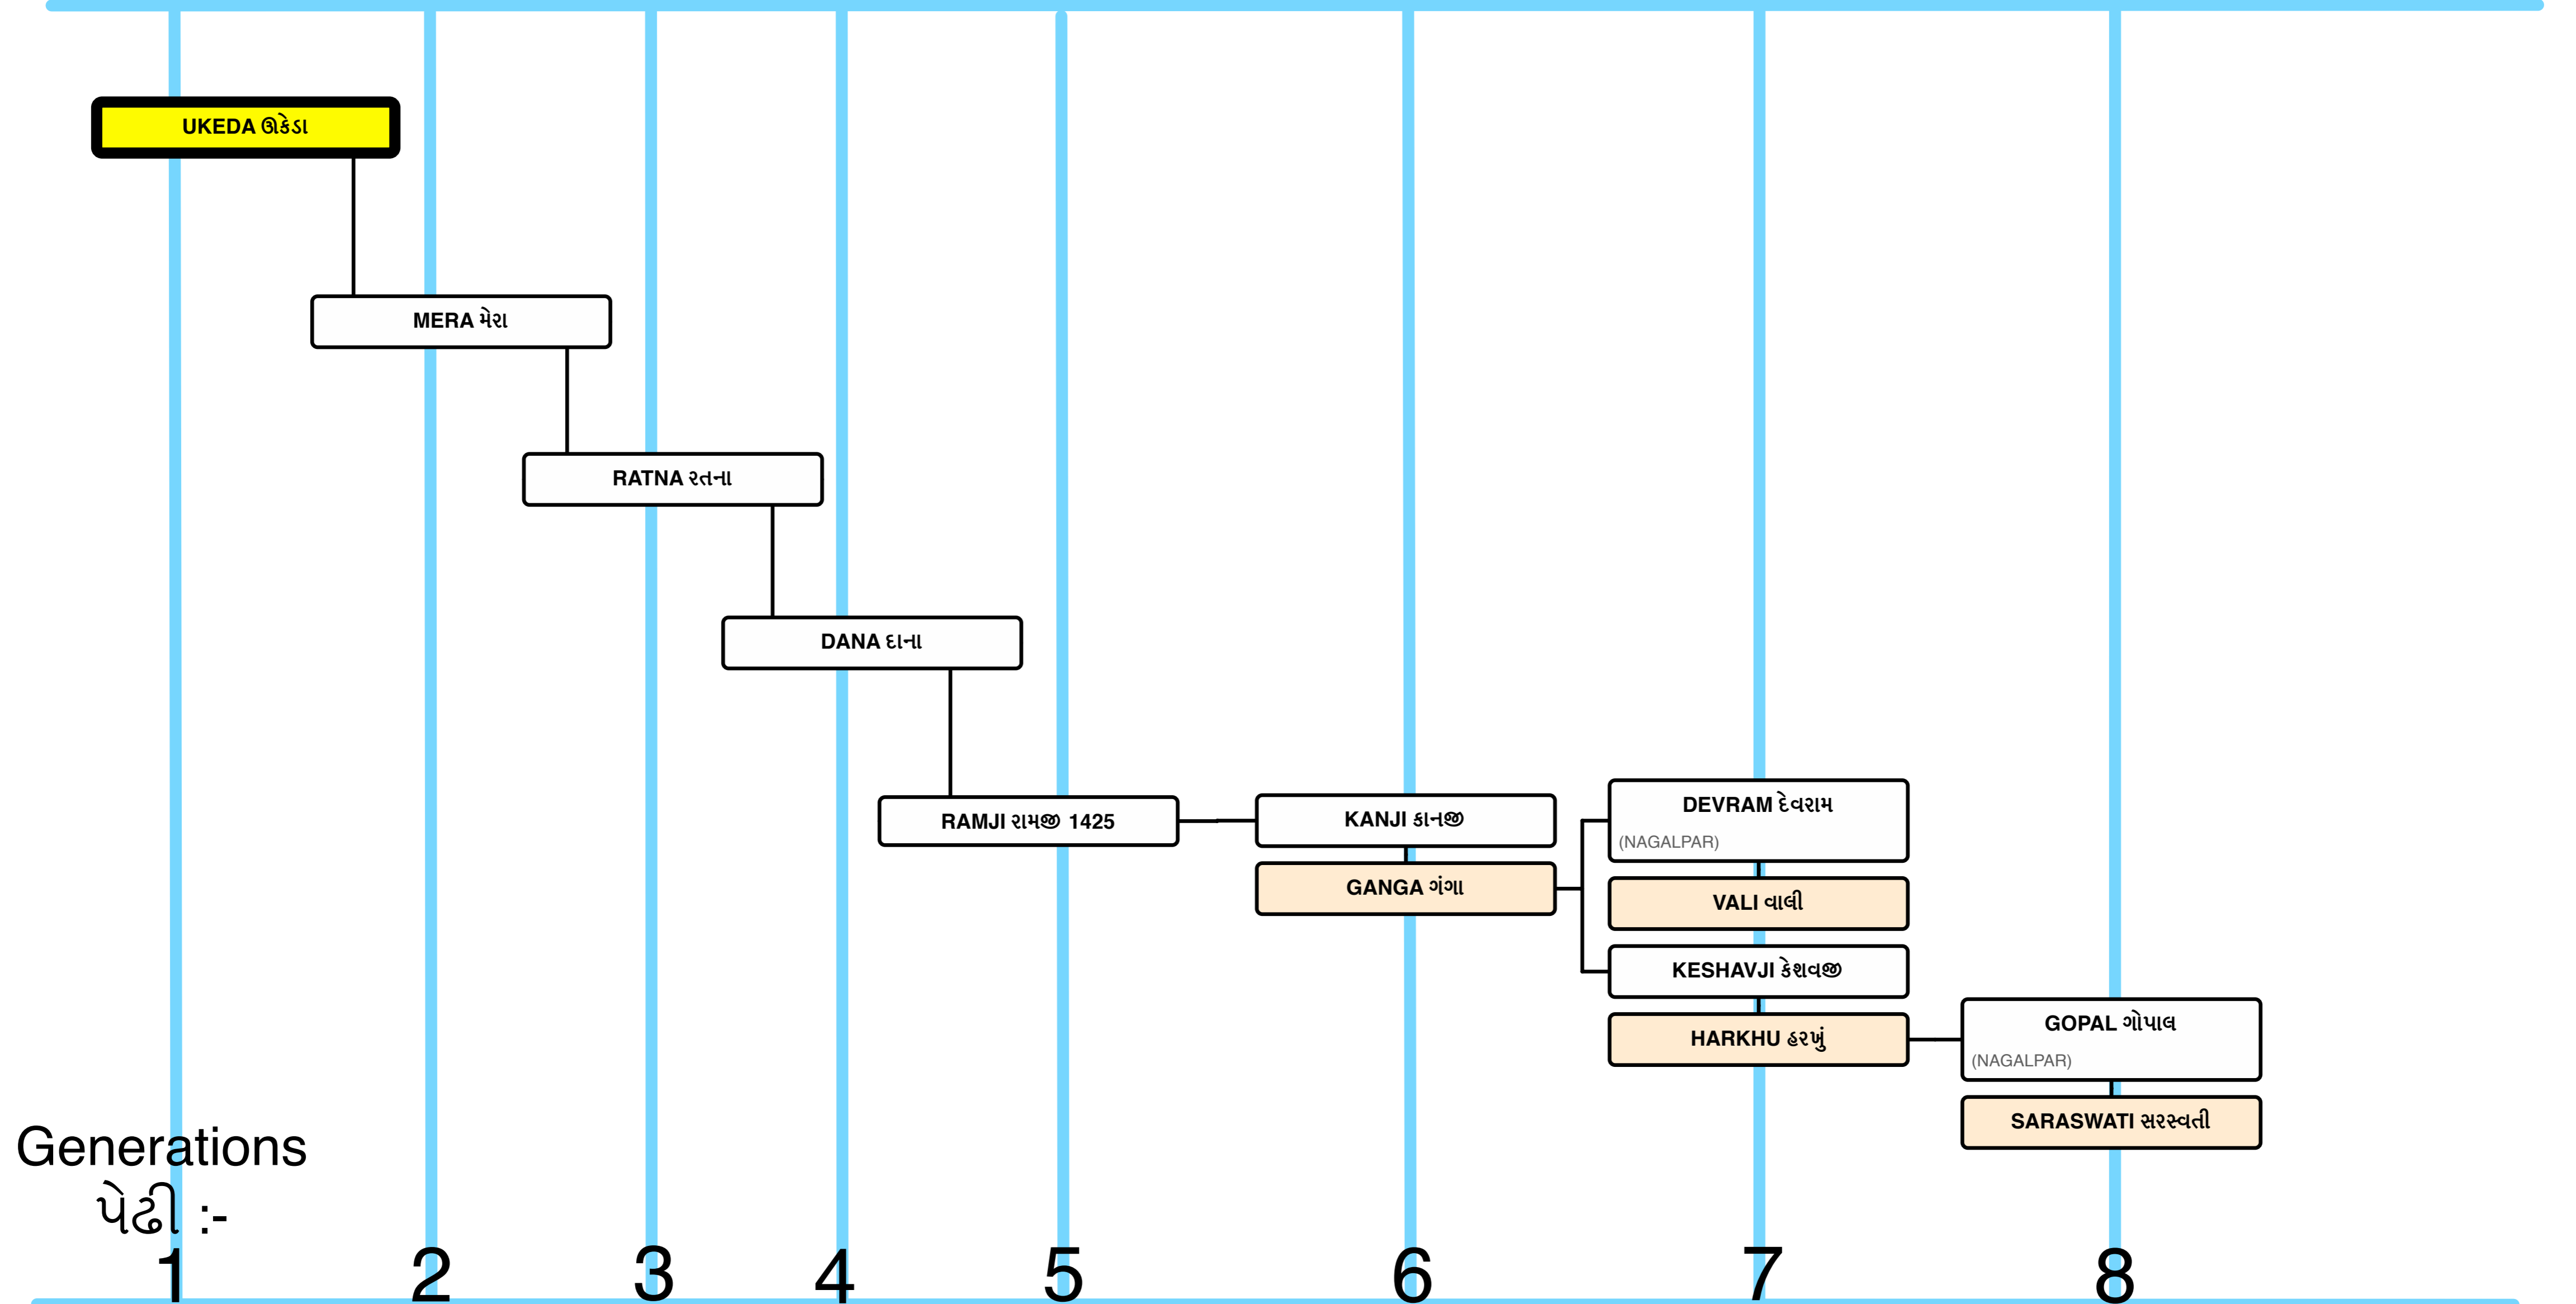 UKEDA ઊકેડા
MERA મેરા
RATNA રતના
DANA દાના
RAMJI રામજી 1425
KANJI કાનજી
GANGA ગંગા
DEVRAM દેવરામ
(NAGALPAR)
VALI વાલી
KESHAVJI કેશવજી
HARKHU હરખું
GOPAL ગોપાલ
(NAGALPAR)
SARASWATI સરસ્વતી
Generations
પેઢી :-
1 2 3 4 5 6 7 8